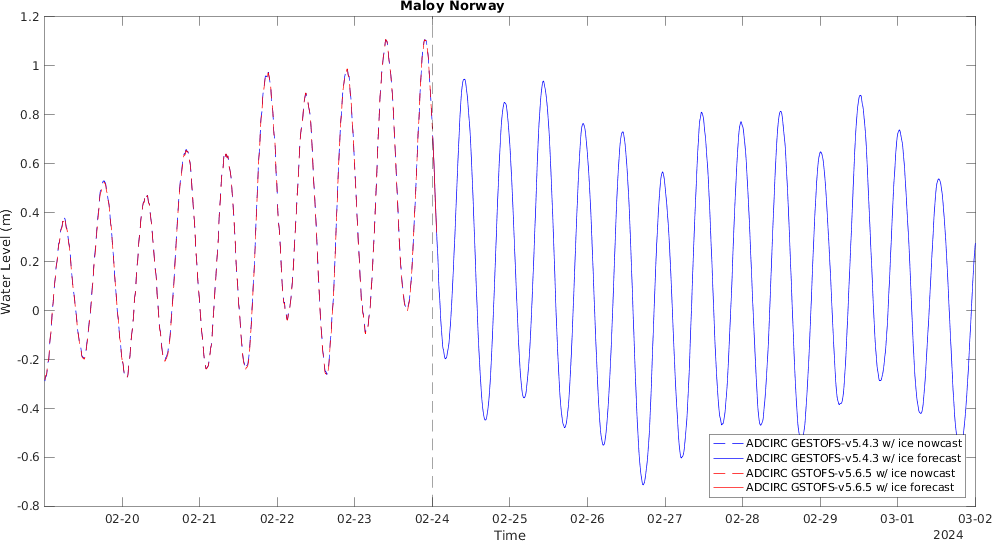 Maloy Norway
1.2
1
0.8
0.6
0.4
0.2
0
-0.2
-0.4
-0.6
-0.8
Water Level (m)
ADCIRC GESTOFS-v5.4.3 w/ ice nowcast
ADCIRC GESTOFS-v5.4.3 w/ ice forecast
ADCIRC GSTOFS-v5.6.5 w/ ice nowcast
ADCIRC GSTOFS-v5.6.5 w/ ice forecast
02-20 02-21 02-22 02-23 02-24 02-25 02-26 02-27 02-28 02-29 03-01 03-02
Time
2024